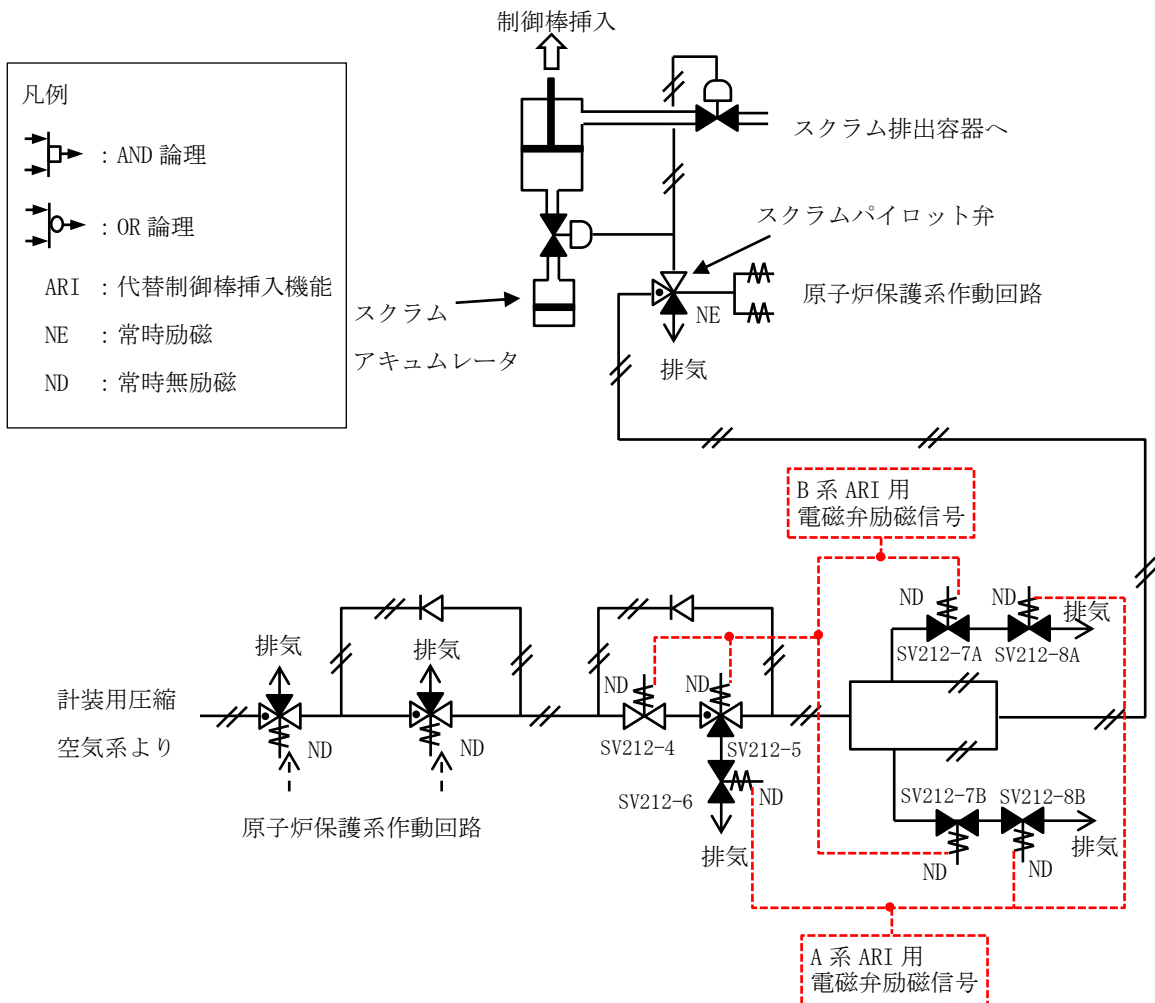 制御棒挿入
凡例
：AND 論理
：OR 論理
ARI ：代替制御棒挿入機能
NE ：常時励磁
ND ：常時無励磁
スクラム排出容器へ
スクラムパイロット弁
原子炉保護系作動回路
NE
排気
スクラム
アキュムレータ
B 系 ARI 用
電磁弁励磁信号
ND
ND
排気
SV212-7A
SV212-8A
排気
排気
計装用圧縮
空気系より
ND
ND
原子炉保護系作動回路
ND
ND
SV212-4
SV212-5
SV212-6
ND
排気
SV212-7B
SV212-8B
排気
ND
ND
A 系 ARI 用
電磁弁励磁信号